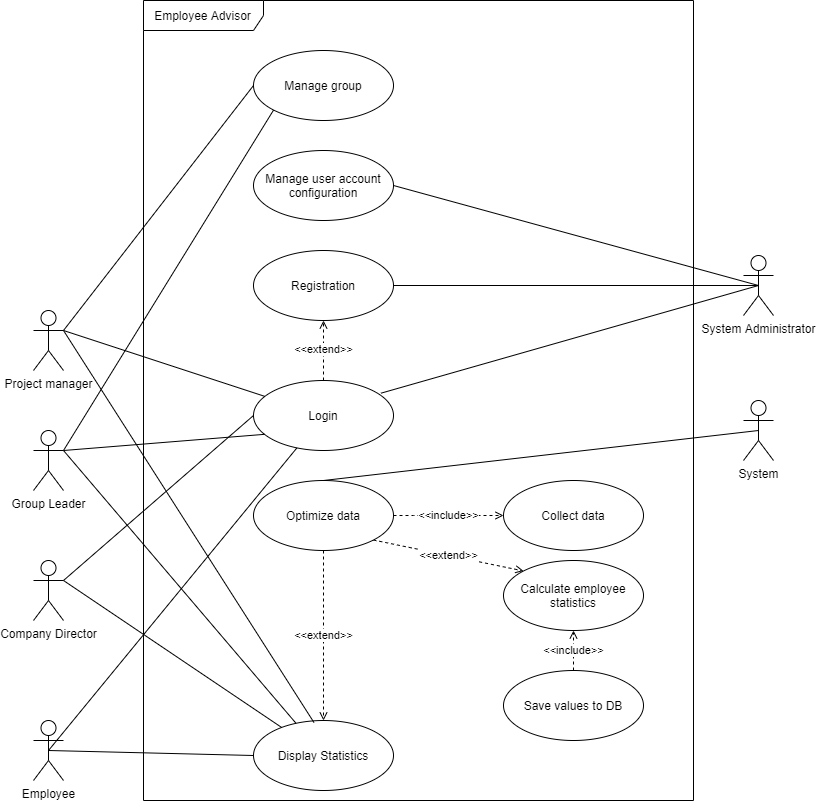 Employee Advisor
Manage group
Manage user account
configuration
Registration
System Administrator
<<extend>>
Project manager
Login
System
Group Leader
Optimize data
<<include>>
Collect data
<<extend>>
Calculate employee
statistics
Company Director
<<extend>>
<<include>>
Save values to DB
Display Statistics
Employee